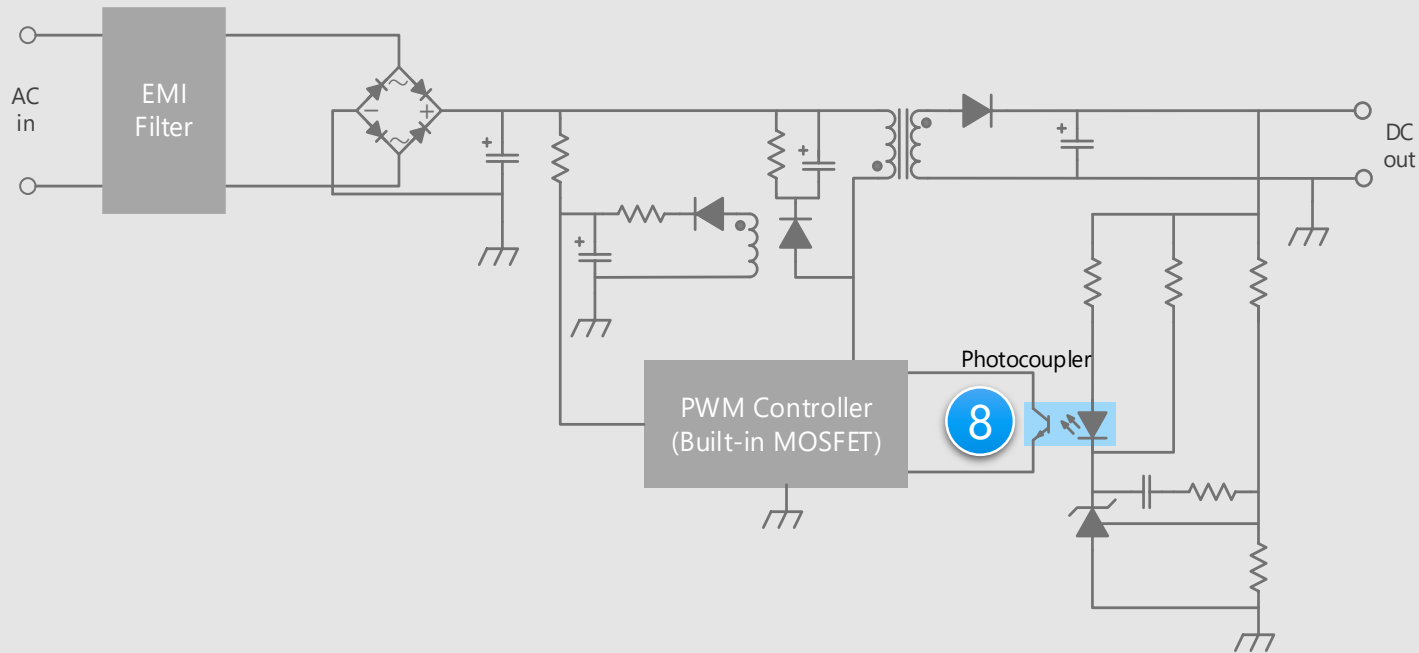 AC
in
EMI
Filter
~
−
+
~
+
+
+
+
DC
out
Photocoupler
8
PWM Controller
(Built-in MOSFET)